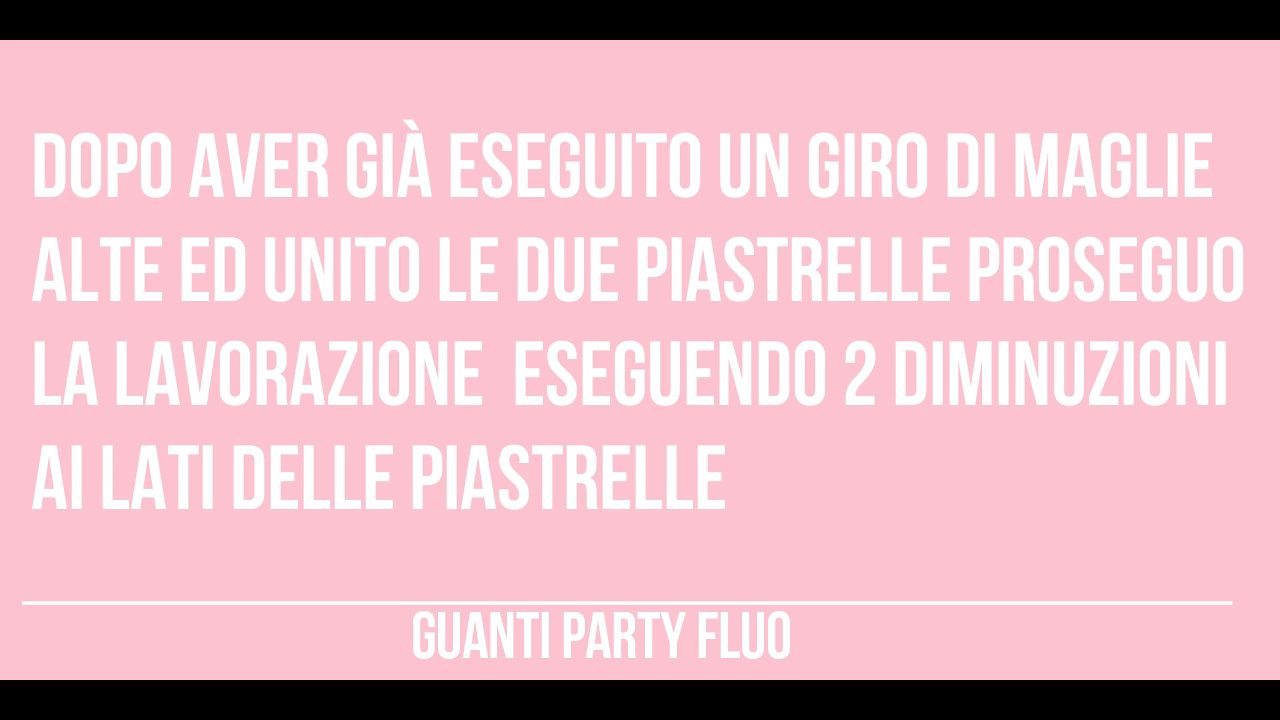 DOPO AVER GIÀ ESEGUITO UN GIRO DI MAGLIE
ALTE ED UNITO LE DUE PIASTRELLE PROSEGUO
LA LAVORAZIONE ESEGUENDO 2 DIMINUZIONI
AI LATI DELLE PIASTRELLE
GUANTI PARTY FLUO